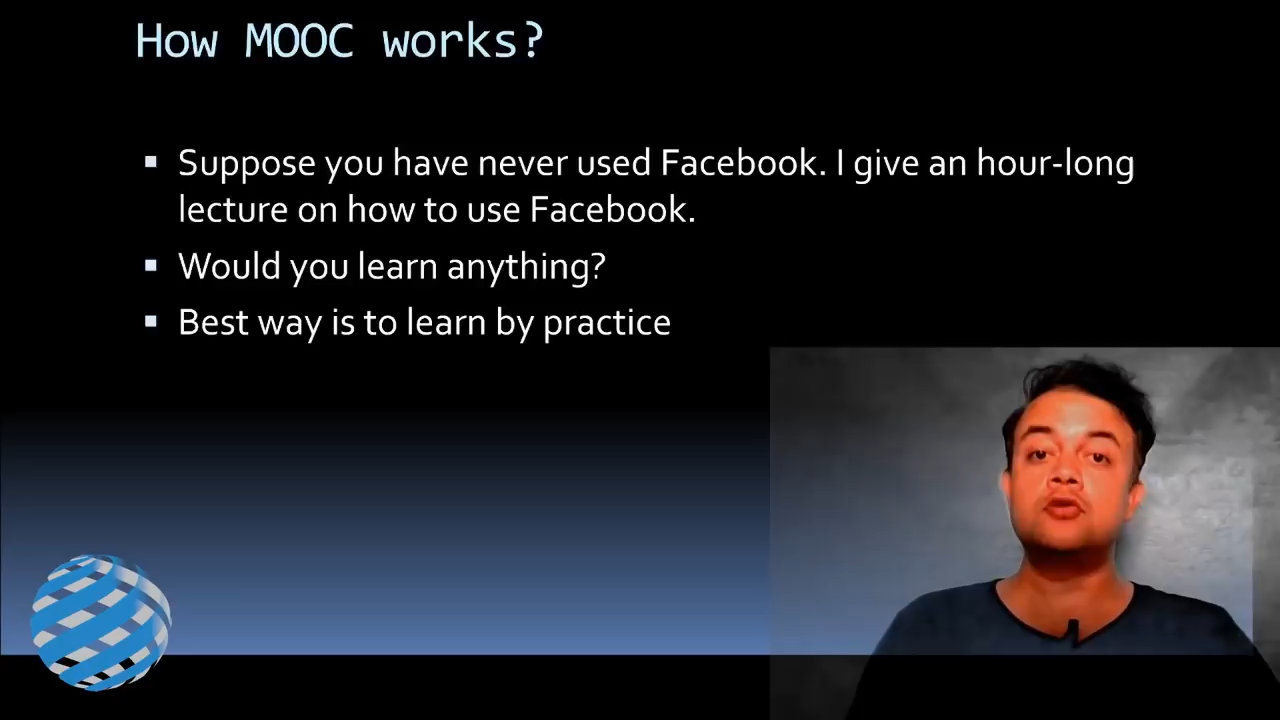 How MOOC works?
Suppose you have never used Facebook. I give an hour-long
lecture on how to use Facebook.
Would you learn anything?
Best way is to learn by practice